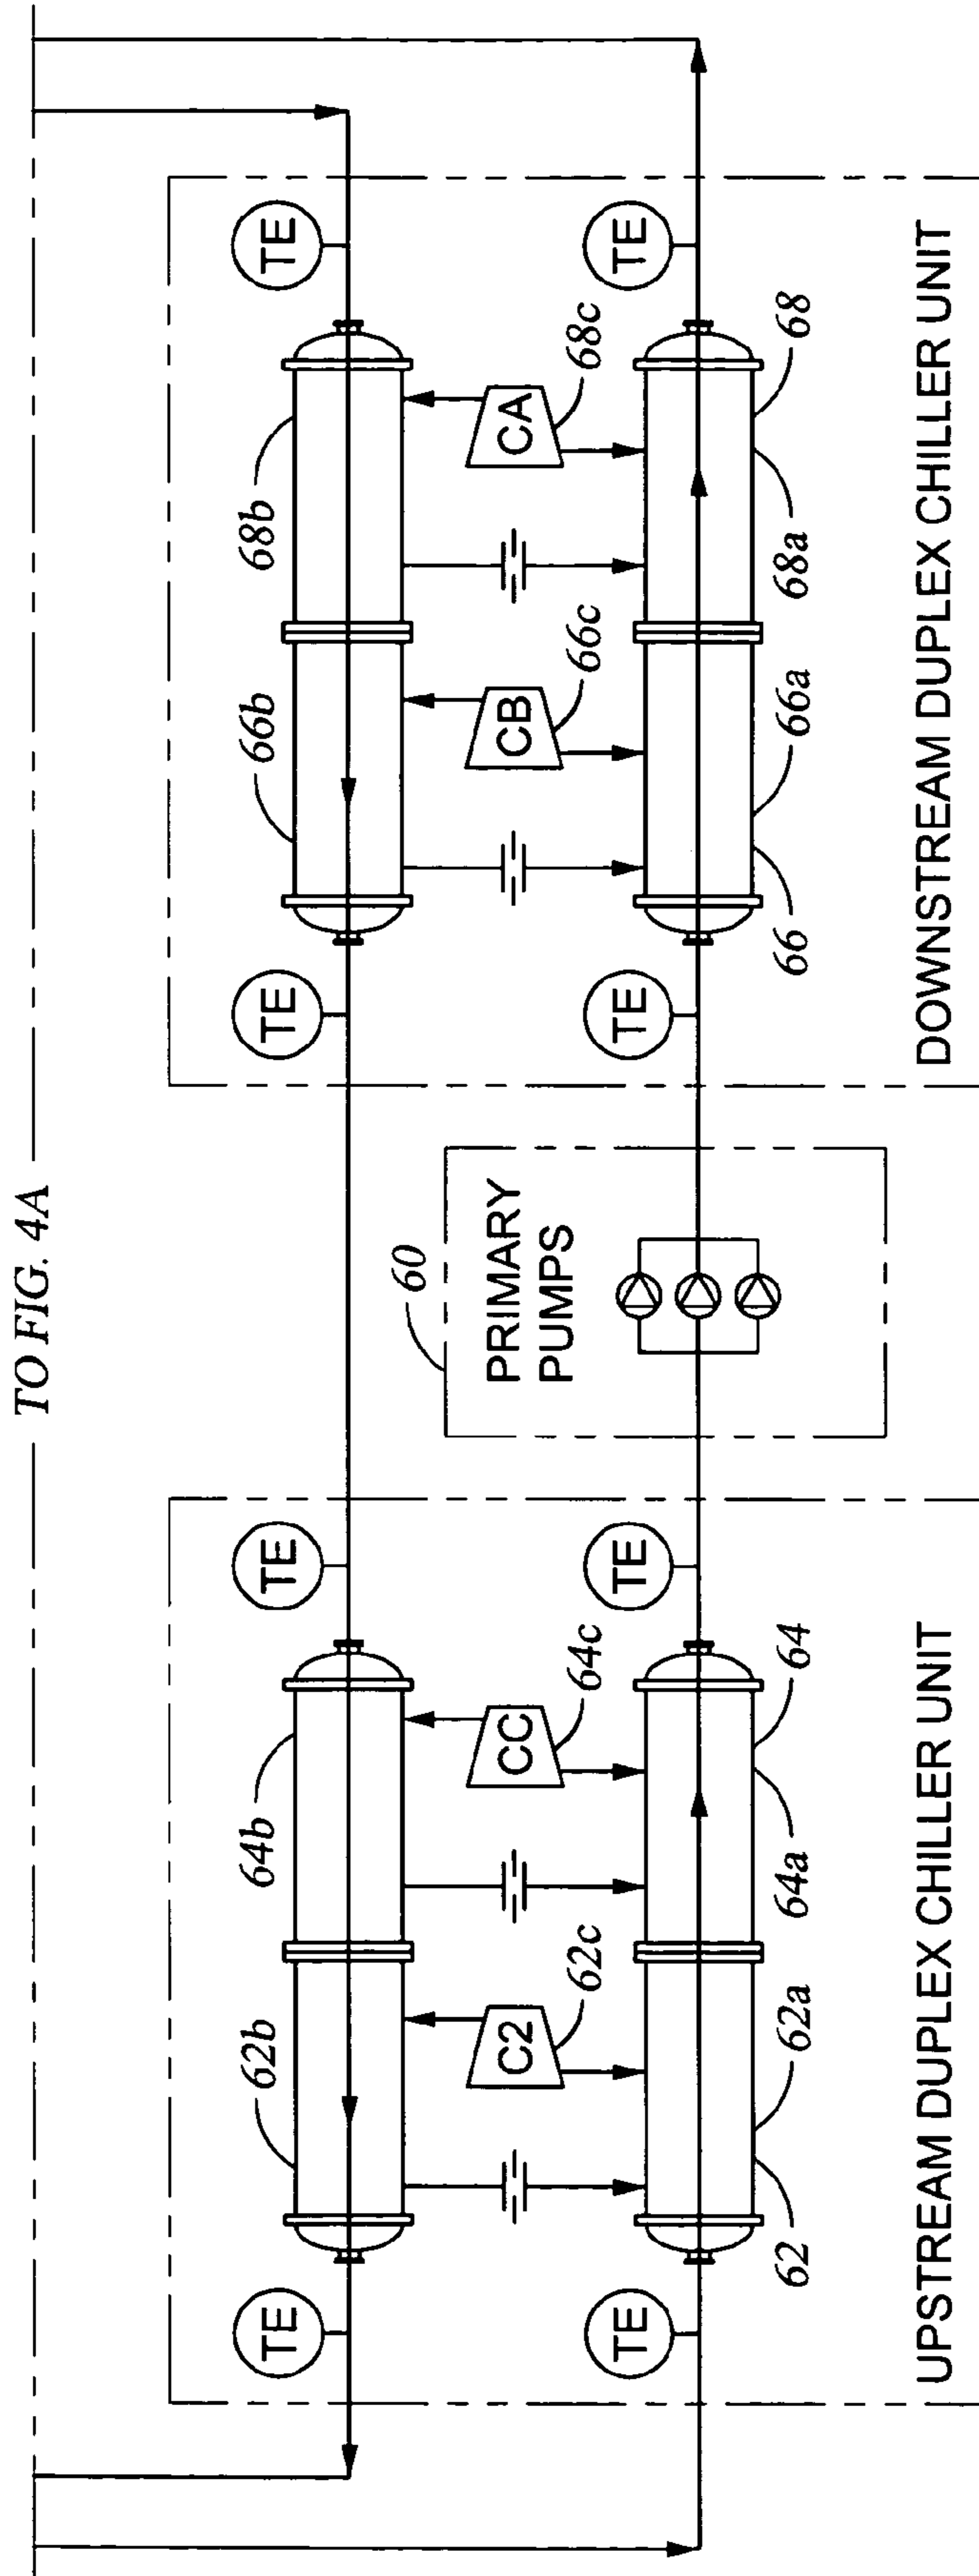 TO FIG. 4A
TE
TE
TE
TE
62b
64b
66b
68b
60
PRIMARY
PUMPS
C2
62c
CC
64c
CB
66c
CA
68c
TE
TE
TE
TE
62
62a
64a
64
66
66a
68a
68
UPSTREAM DUPLEX CHILLER UNIT
DOWNSTREAM DUPLEX CHILLER UNIT